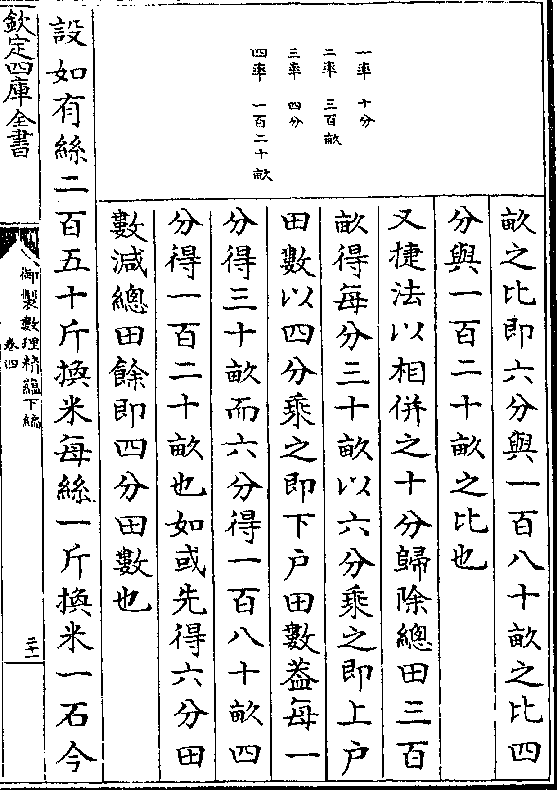 一率 十分
二率 三百畝
三率 四分
四率 一百二十畝
畝之比即六分與一百八十畝之比四
分與一百二十畝之比也
又捷法以相併之十分歸除總田三百
畝得每分三十畝以六分乘之即上戶
田數以四分乘之即下戶田數蓋每一
分得三十畝而六分得一百八十畝四
分得一百二十畝也如或先得六分田
數減總田餘即四分田數也
設如有絲二百五十斤換米每絲一斤換米一石今
欽定四庫全書
御製數理精蘊下編
卷四
三十一